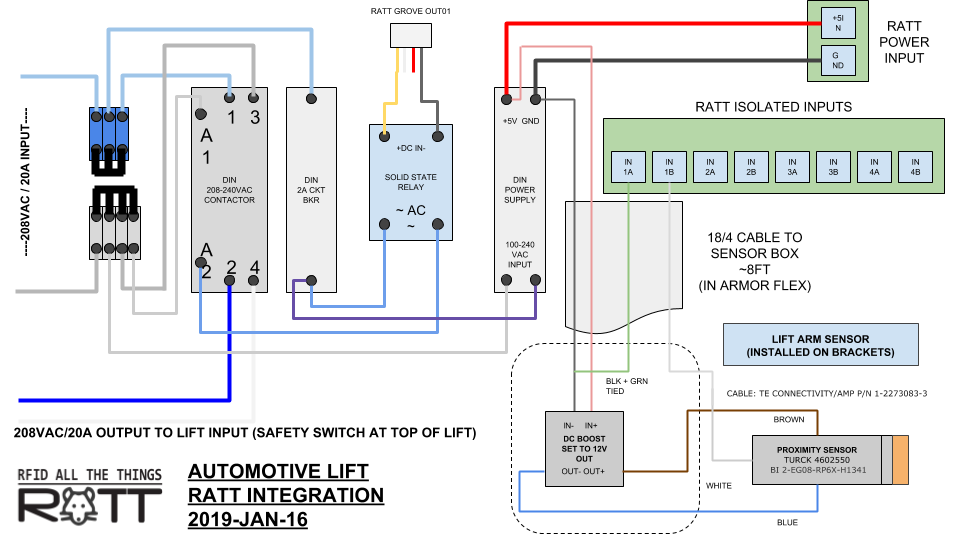 RATT GROVE OUT01
+5I
N
G
ND
RATT
POWER
INPUT
----208VAC / 20A INPUT----
A
1
1 3
DIN
208-240VAC
CONTACTOR
A
2
2 4
DIN
2A CKT
BKR
+DC IN-
SOLID STATE
RELAY
~ AC
~
+5V GND
DIN
POWER
SUPPLY
100-240
VAC
INPUT
RATT ISOLATED INPUTS
IN
1A
IN
1B
IN
2A
IN
2B
IN
3A
IN
3B
IN
4A
IN
4B
18/4 CABLE TO
SENSOR BOX
~8FT
(IN ARMOR FLEX)
LIFT ARM SENSOR
(INSTALLED ON BRACKETS)
BLK + GRN
TIED
CABLE: TE CONNECTIVITY/AMP P/N 1-2273083-3
BROWN
IN- IN+
DC BOOST
SET TO 12V
OUT
OUT- OUT+
PROXIMITY SENSOR
TURCK 4602550
BI 2-EG08-RP6X-H1341
WHITE
BLUE
208VAC/20A OUTPUT TO LIFT INPUT (SAFETY SWITCH AT TOP OF LIFT)
RFID ALL THE THINGS
RATT
AUTOMOTIVE LIFT
RATT INTEGRATION
2019-JAN-16